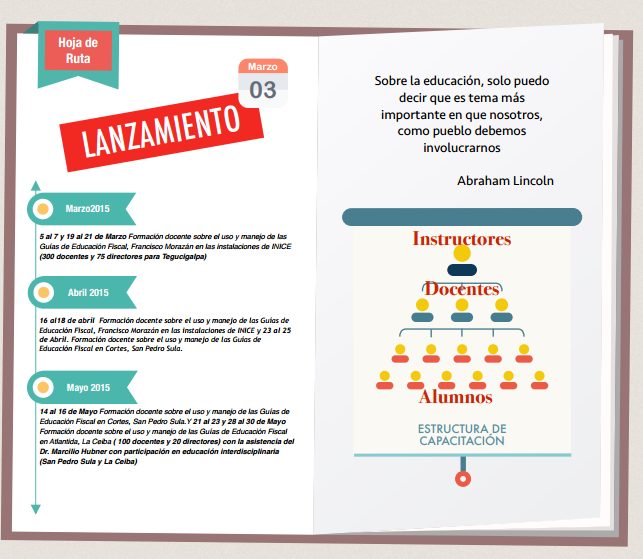 Hoja de
Ruta
Marzo
03
LANZAMIENTO
Marzo2015
5 al 7 y 19 al 21 de Marzo Formación docente sobre el uso y manejo de las
Guías de Educación Fiscal, Francisco Morazán en las instalaciones de INICE
(300 docentes y 75 directores para Tegucigalpa)
Abril 2015
16 al18 de abril Formación docente sobre el uso y manejo de las Guías de
Educación Fiscal, Francisco Morazán en las instalaciones de INICE y 23 al 25
de Abril. Formación docente sobre el uso y manejo de las Guías de
Educación Fiscal en Cortes, San Pedro Sula.
Mayo 2015
14 al 16 de Mayo Formación docente sobre el uso y manejo de las Guías de
Educación Fiscal en Cortes, San Pedro Sula.Y 21 al 23 y 28 al 30 de Mayo
Formación docente sobre el uso y manejo de las Guías de Educación Fiscal
en Atlantida, La Ceiba ( 100 docentes y 20 directores) con la asistencia del
Dr. Marcilio Hubner con participación en educación interdisciplinaria
(San Pedro Sula y La Ceiba)
Sobre la educación, solo puedo
decir que es tema más
importante en que nosotros,
como pueblo debemos
involucrarnos
Abraham Lincoln
Instructores
Docentes
Alumnos
ESTRUCTURA DE
CAPACITACIÓN